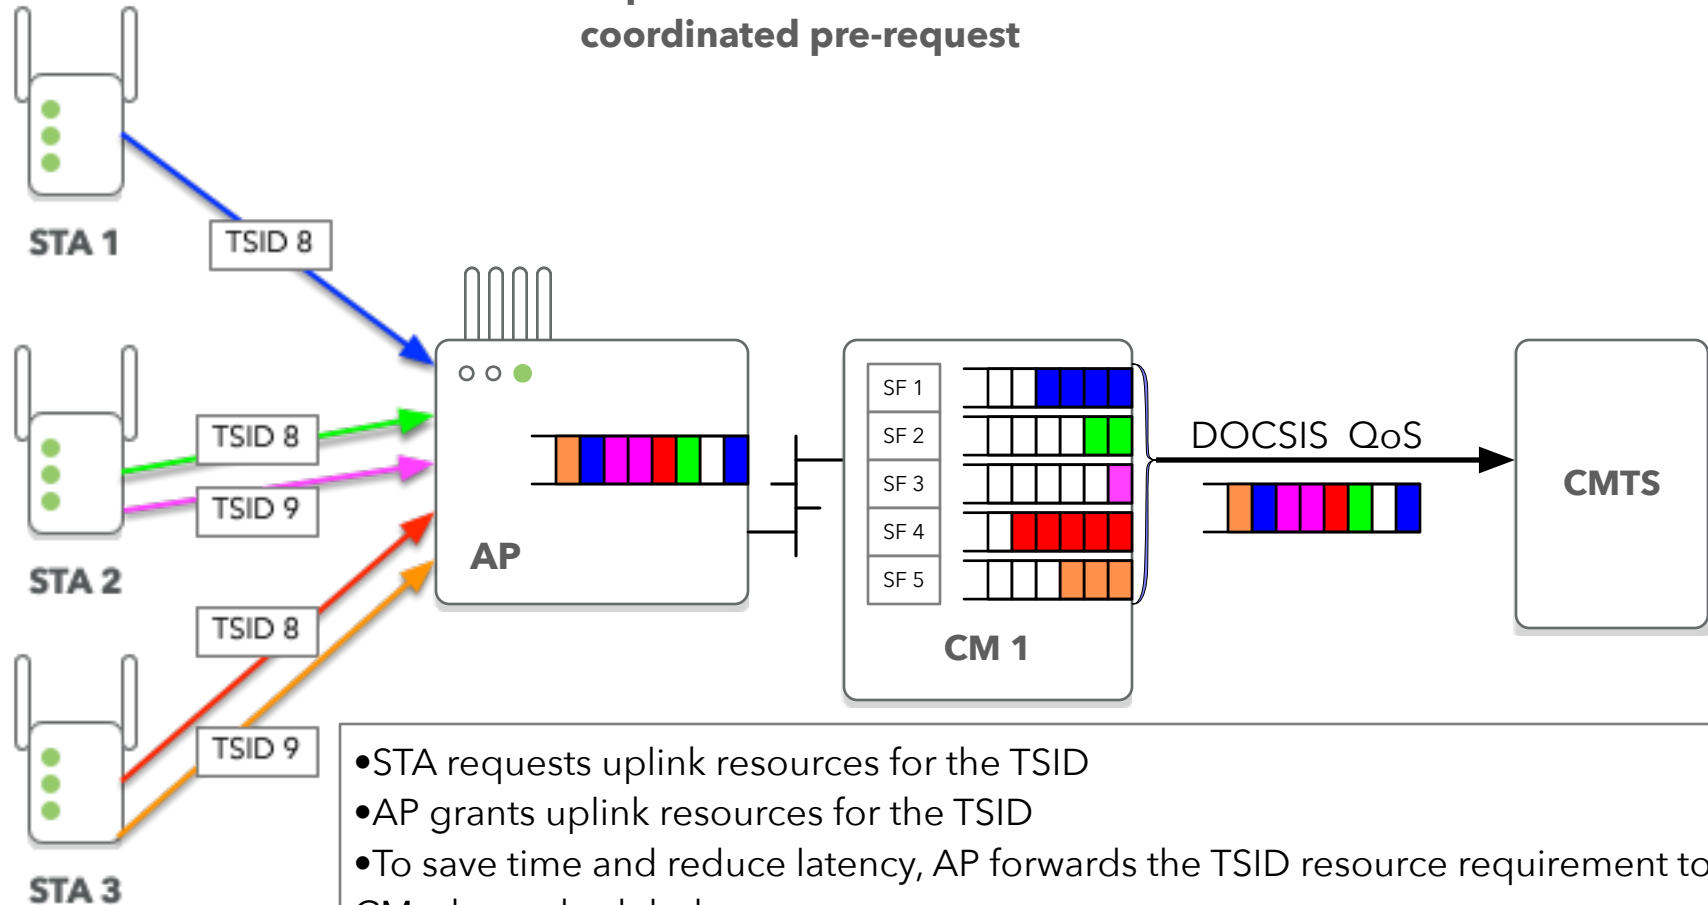 coordinated pre-request
STA 1
TSID 8
STA 2
TSID 8
TSID 9
STA 3
TSID 8
TSID 9
AP
SF 1
SF 2
SF 3
SF 4
SF 5
CM 1
DOCSIS QoS
CMTS
•STA requests uplink resources for the TSID
•AP grants uplink resources for the TSID
•To save time and reduce latency, AP forwards the TSID resource requirement to